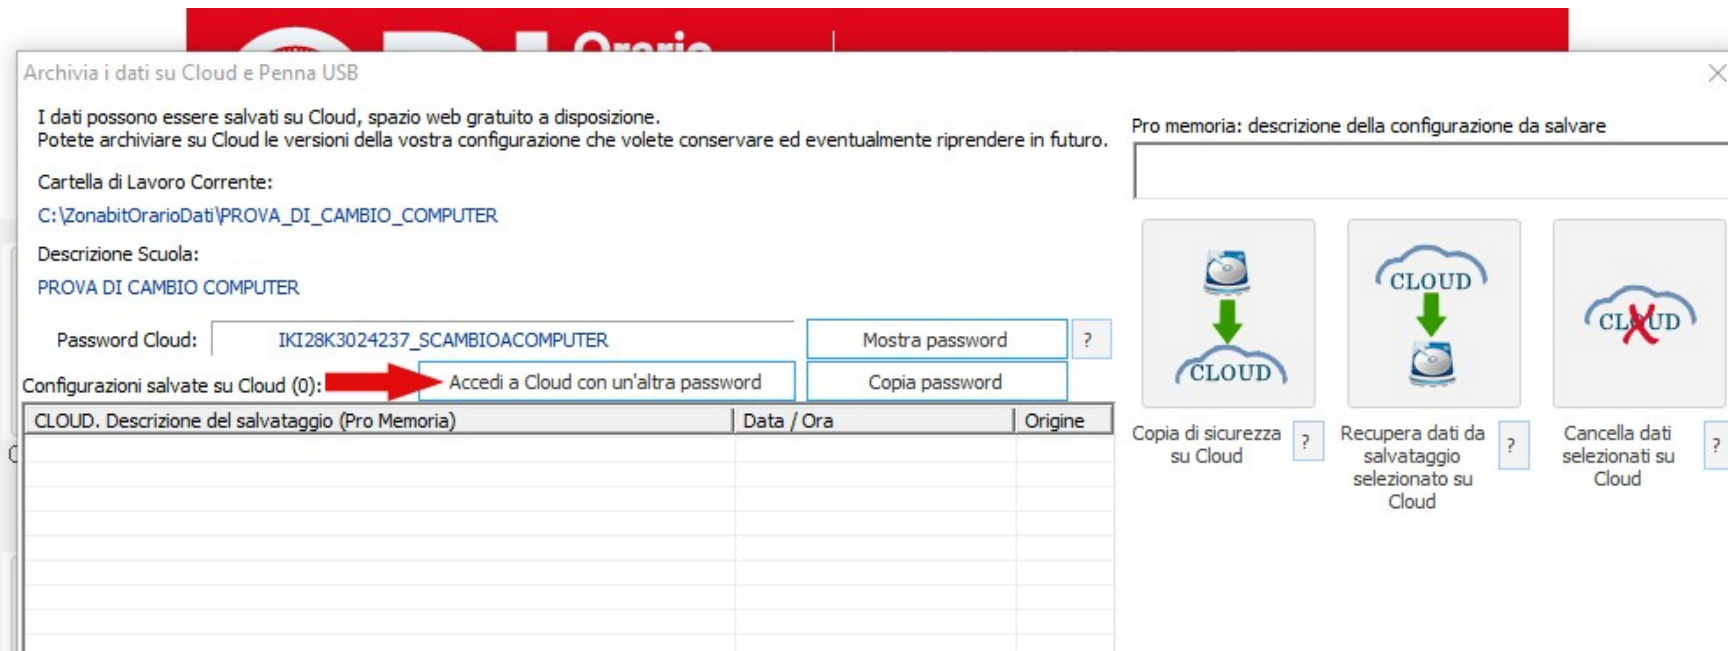 Orario
Archivia i dati su Cloud e Penna USB
I dati possono essere salvati su Cloud, spazio web gratuito a disposizione.
Potete archiviare su Cloud le versioni della vostra configurazione che volete conservare ed eventualmente riprendere in futuro.
Cartella di Lavoro Corrente:
C:\ZonabitOrarioDati\PROVA_DI_CAMBIO_COMPUTER
Descrizione Scuola:
PROVA DI CAMBIO COMPUTER
Password Cloud: IKI28K3024237_SCAMBIOACOMPUTER Mostra password ?
Configurazioni salvate su Cloud (0): Accedi a Cloud con un'altra password Copia password
CLOUD. Descrizione del salvataggio (Pro Memoria) Data / Ora Origine
Pro memoria: descrizione della configurazione da salvare
CLOUD
CLOUD
CLOUD
Copia di sicurezza
su Cloud
?
Recupera dati da
salvataggio
selezionato su
Cloud
?
Cancella dati
selezionati su
Cloud
?